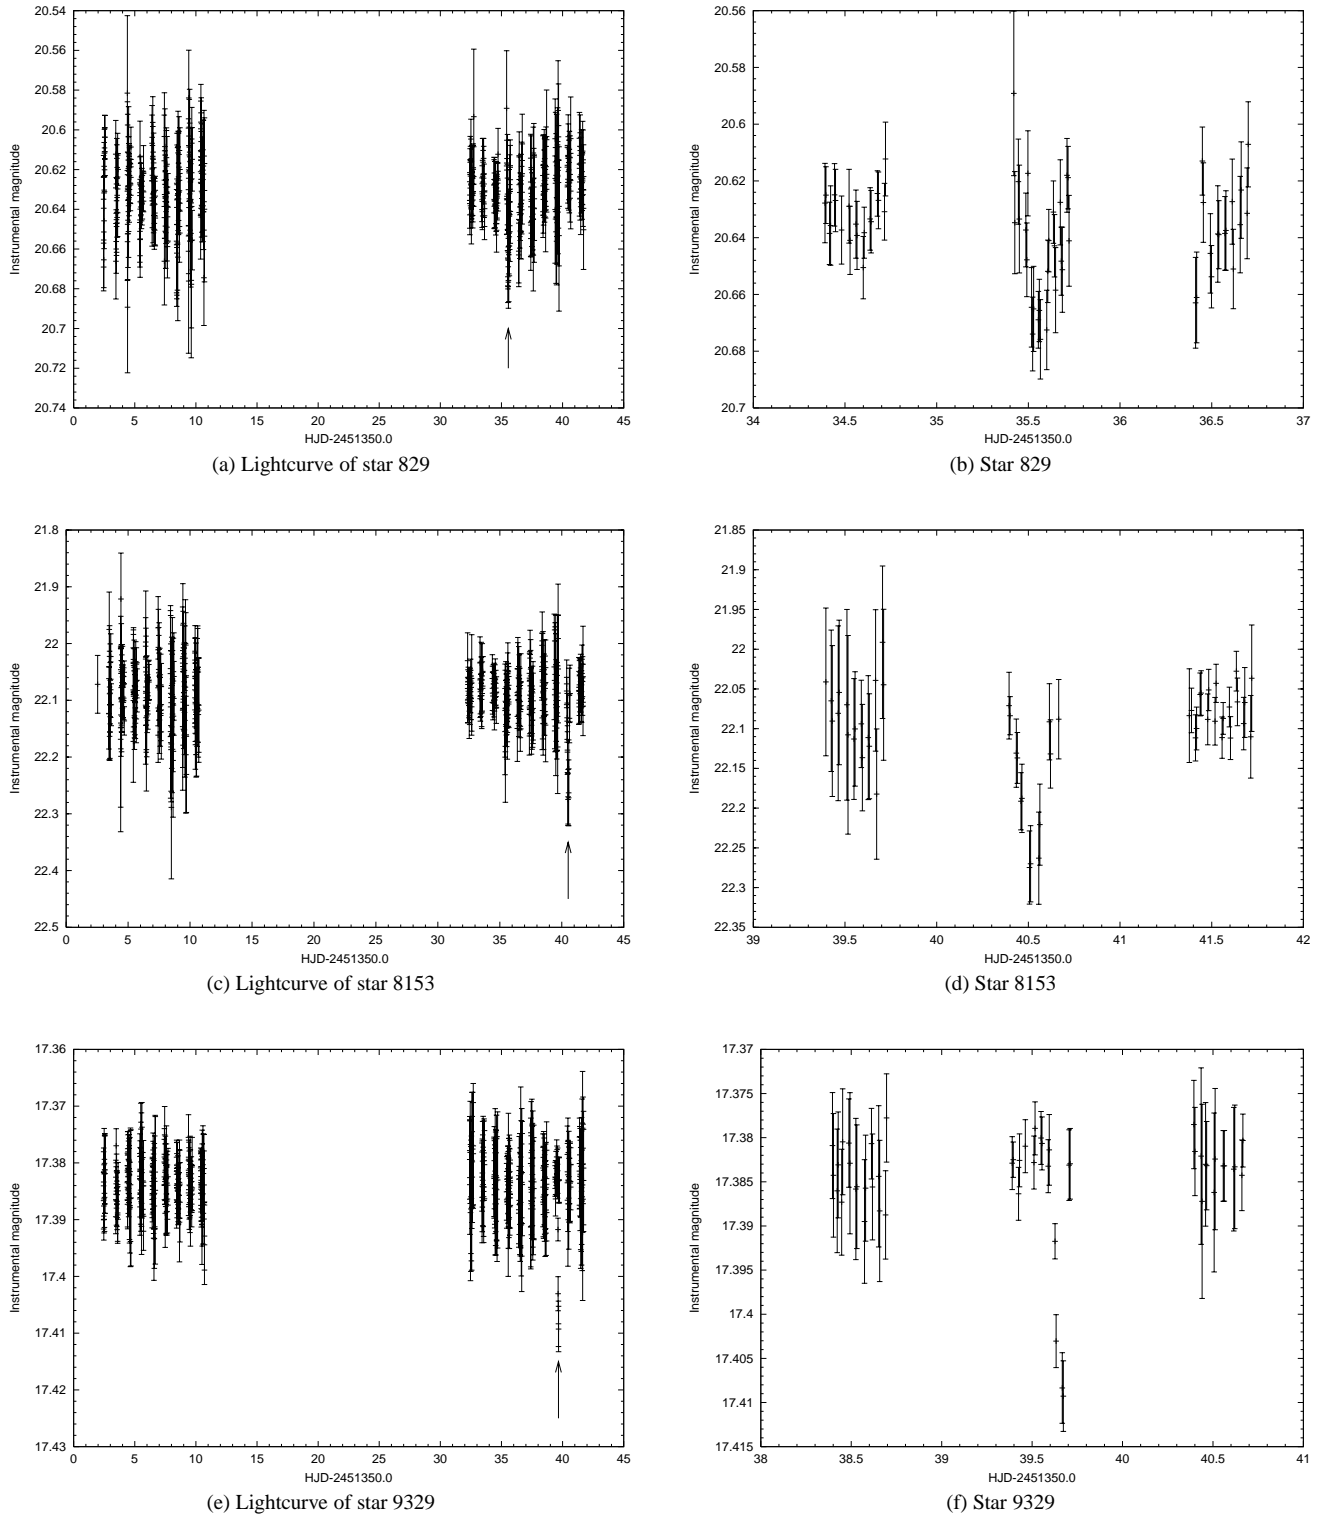 20.54
20.56
20.58
20.6
20.62
20.64
20.66
20.68
20.7
20.72
20.74
Instrumental magnitude
0 5 10 15 20 25 30 35 40 45
HJD-2451350.0
(a) Lightcurve of star 829
20.56
20.58
20.6
20.62
20.64
20.66
20.68
20.7
Instrumental magnitude
34 34.5 35 35.5 36 36.5 37
HJD-2451350.0
(b) Star 829
21.8
21.9
22
22.1
22.2
22.3
22.4
22.5
Instrumental magnitude
0 5 10 15 20 25 30 35 40 45
HJD-2451350.0
(c) Lightcurve of star 8153
21.85
21.9
21.95
22
22.05
22.1
22.15
22.2
22.25
22.3
22.35
Instrumental magnitude
39 39.5 40 40.5 41 41.5 42
HJD-2451350.0
(d) Star 8153
17.36
17.37
17.38
17.39
17.4
17.41
17.42
17.43
Instrumental magnitude
0 5 10 15 20 25 30 35 40 45
HJD-2451350.0
(e) Lightcurve of star 9329
17.37
17.375
17.38
17.385
17.39
17.395
17.4
17.405
17.41
17.415
Instrumental magnitude
38 38.5 39 39.5 40 40.5 41
HJD-2451350.0
(f) Star 9329